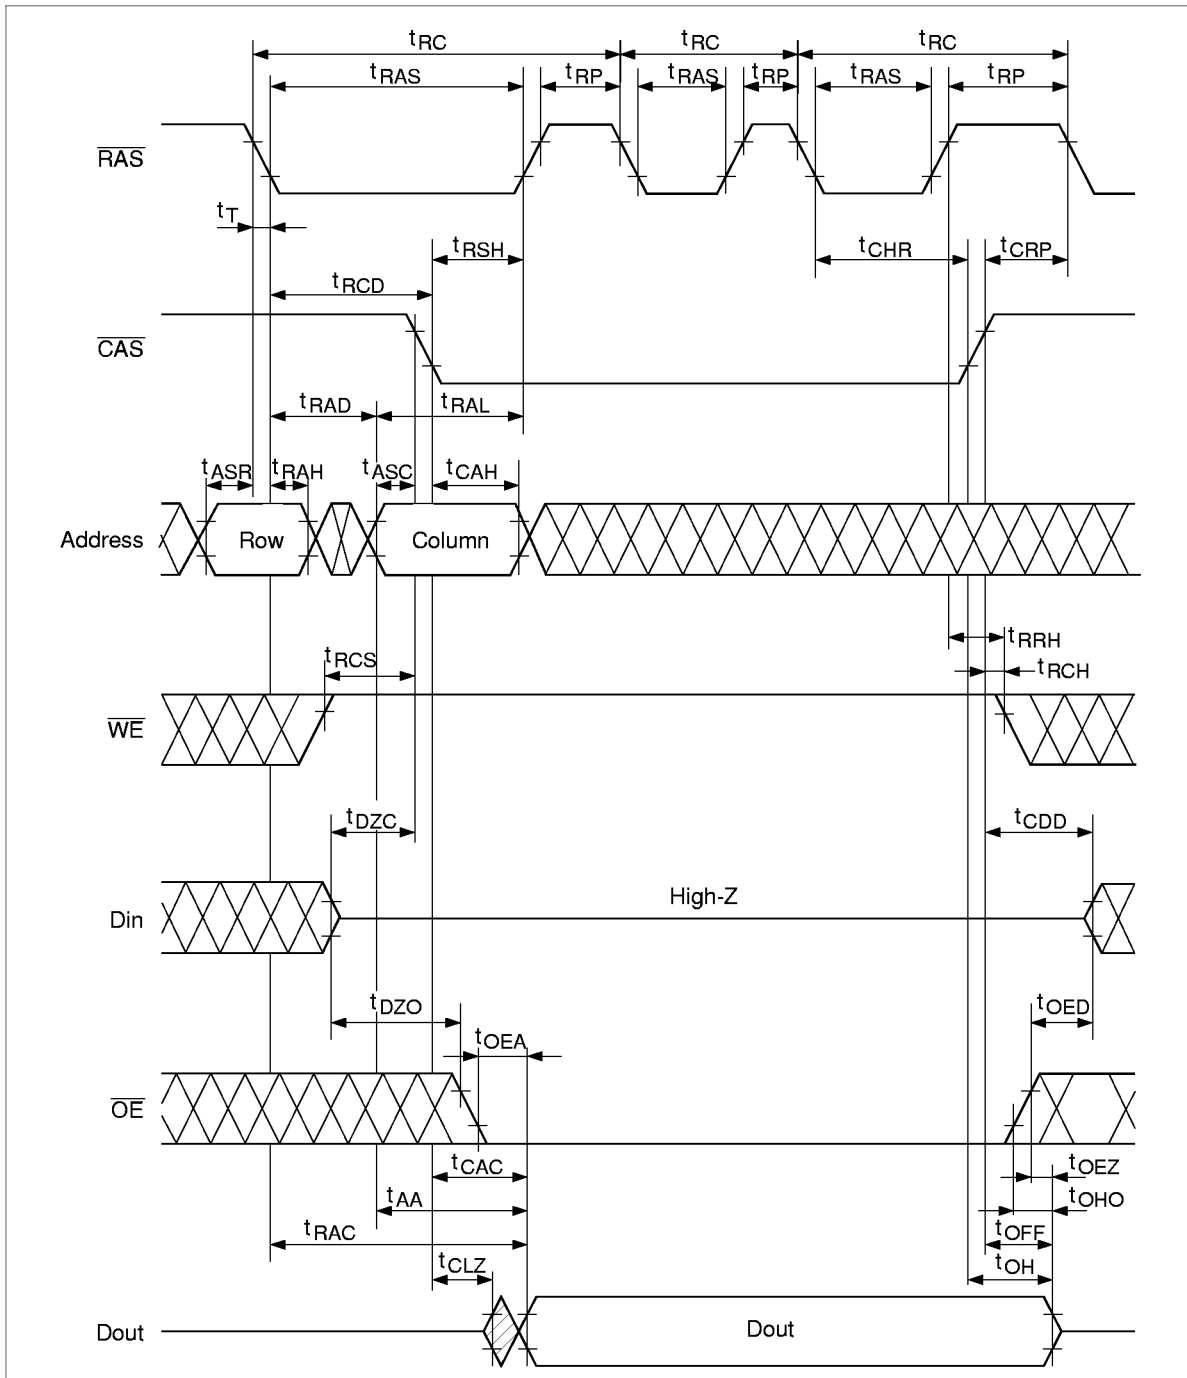 tRC tRC tRC
tRAS tRP tRAS tRP tRAS tRP
RAS
tT
tRSH tCHR tCRP
tRCD
CAS
tRAD tRAL
tASR tRAH tASC tCAH
Address Row Column
tRRH
tRCS tRCH
WE
tDZC tCDD
High-Z
Din
tDZO tOED
tOEA
OE
tCAC tOEZ
tAA tOHO
tRAC tOFF
tCLZ tOH
Dout Dout